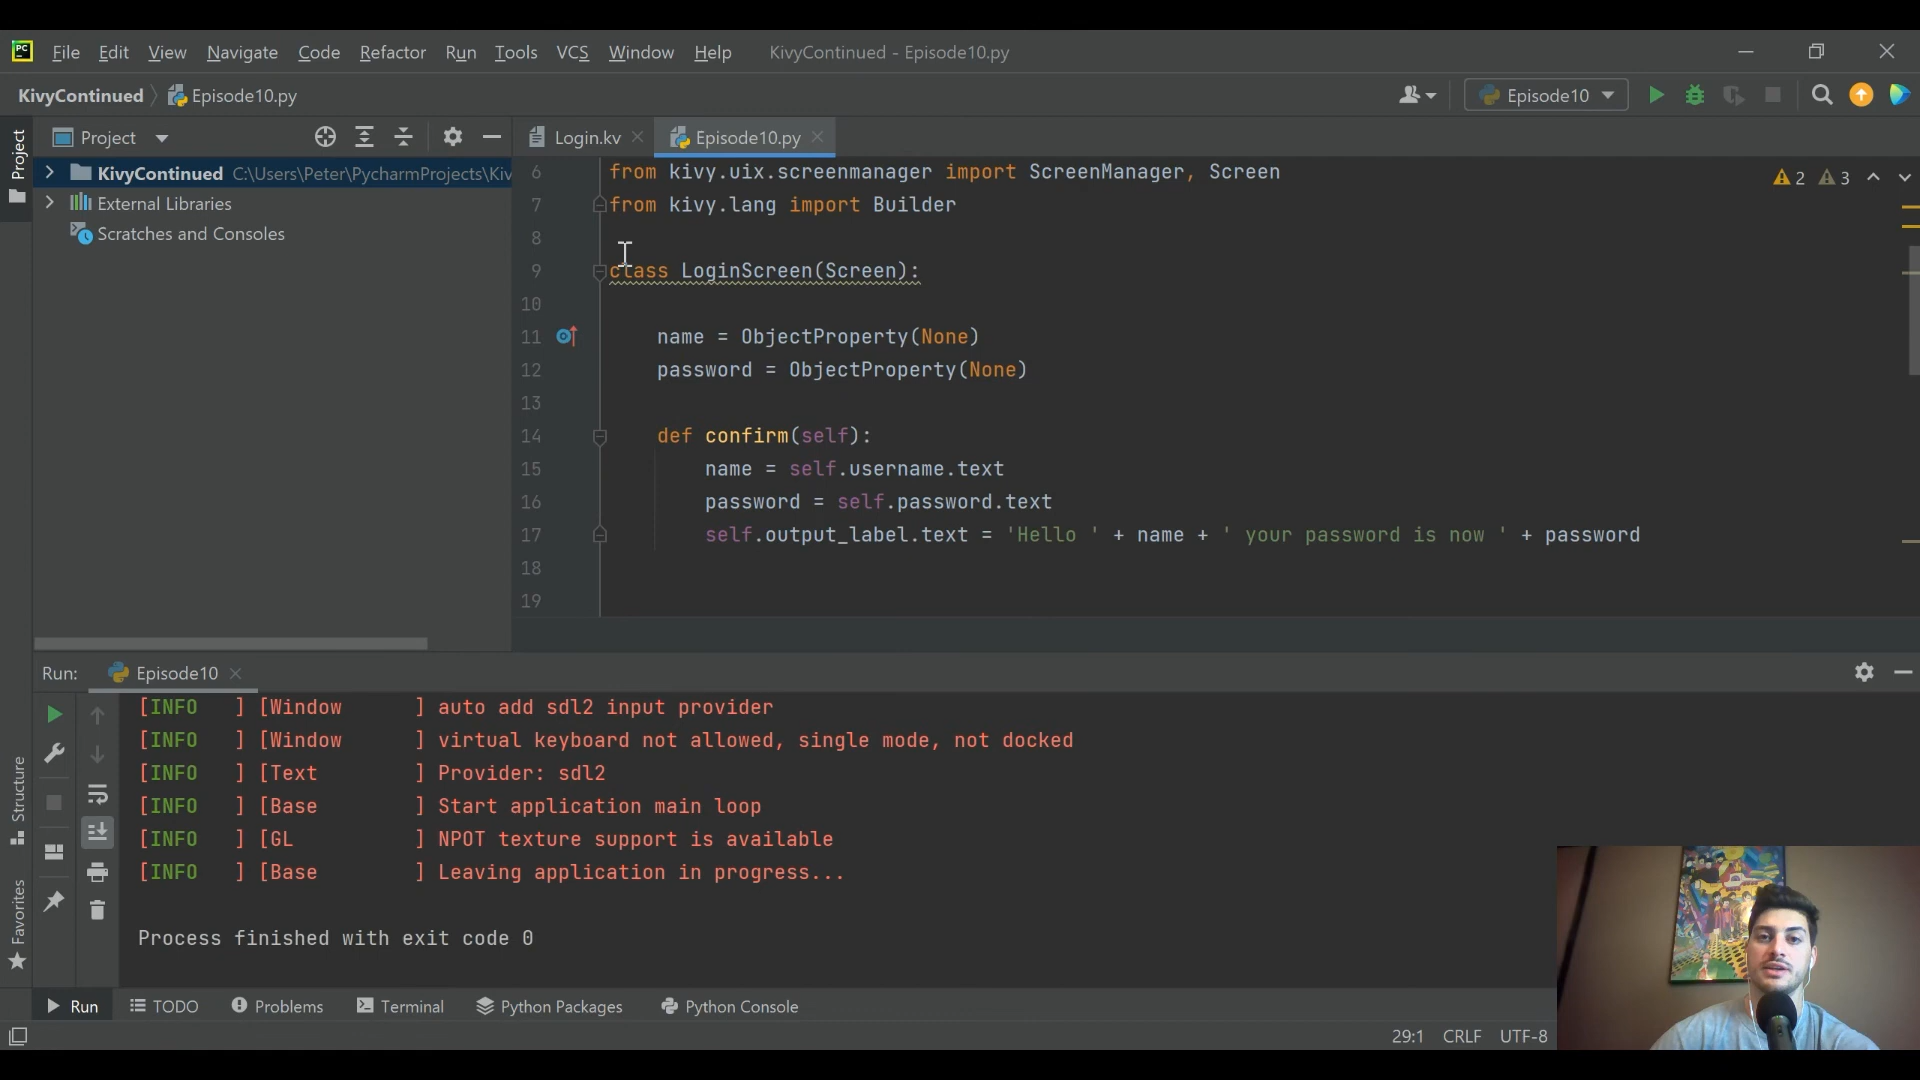 PC File Edit View Navigate Code Refactor Run Tools VCS Window Help KivyContinued - Episode10.py
KivyContinued Episode10.py Episode10
Project Project Login.kv Episode10.py
KivyContinued C:\Users\Peter\PycharmProjects\Kiv
External Libraries
Scratches and Consoles
2 3
6 from kivy.uix.screenmanager import ScreenManager, Screen
7 from kivy.lang import Builder
8
9 class LoginScreen(Screen):
10
11 name = ObjectProperty(None)
12 password = ObjectProperty(None)
13
14 def confirm(self):
15 name = self.username.text
16 password = self.password.text
17 self.output_label.text = 'Hello ' + name + ' your password is now ' + password
18
19
Run: Episode10
[INFO ] [Window ] auto add sdl2 input provider
[INFO ] [Window ] virtual keyboard not allowed, single mode, not docked
[INFO ] [Text ] Provider: sdl2
[INFO ] [Base ] Start application main loop
[INFO ] [GL ] NPOT texture support is available
[INFO ] [Base ] Leaving application in progress...
Process finished with exit code 0
Structure
Favorites
Run TODO Problems Terminal Python Packages Python Console
29:1 CRLF UTF-8